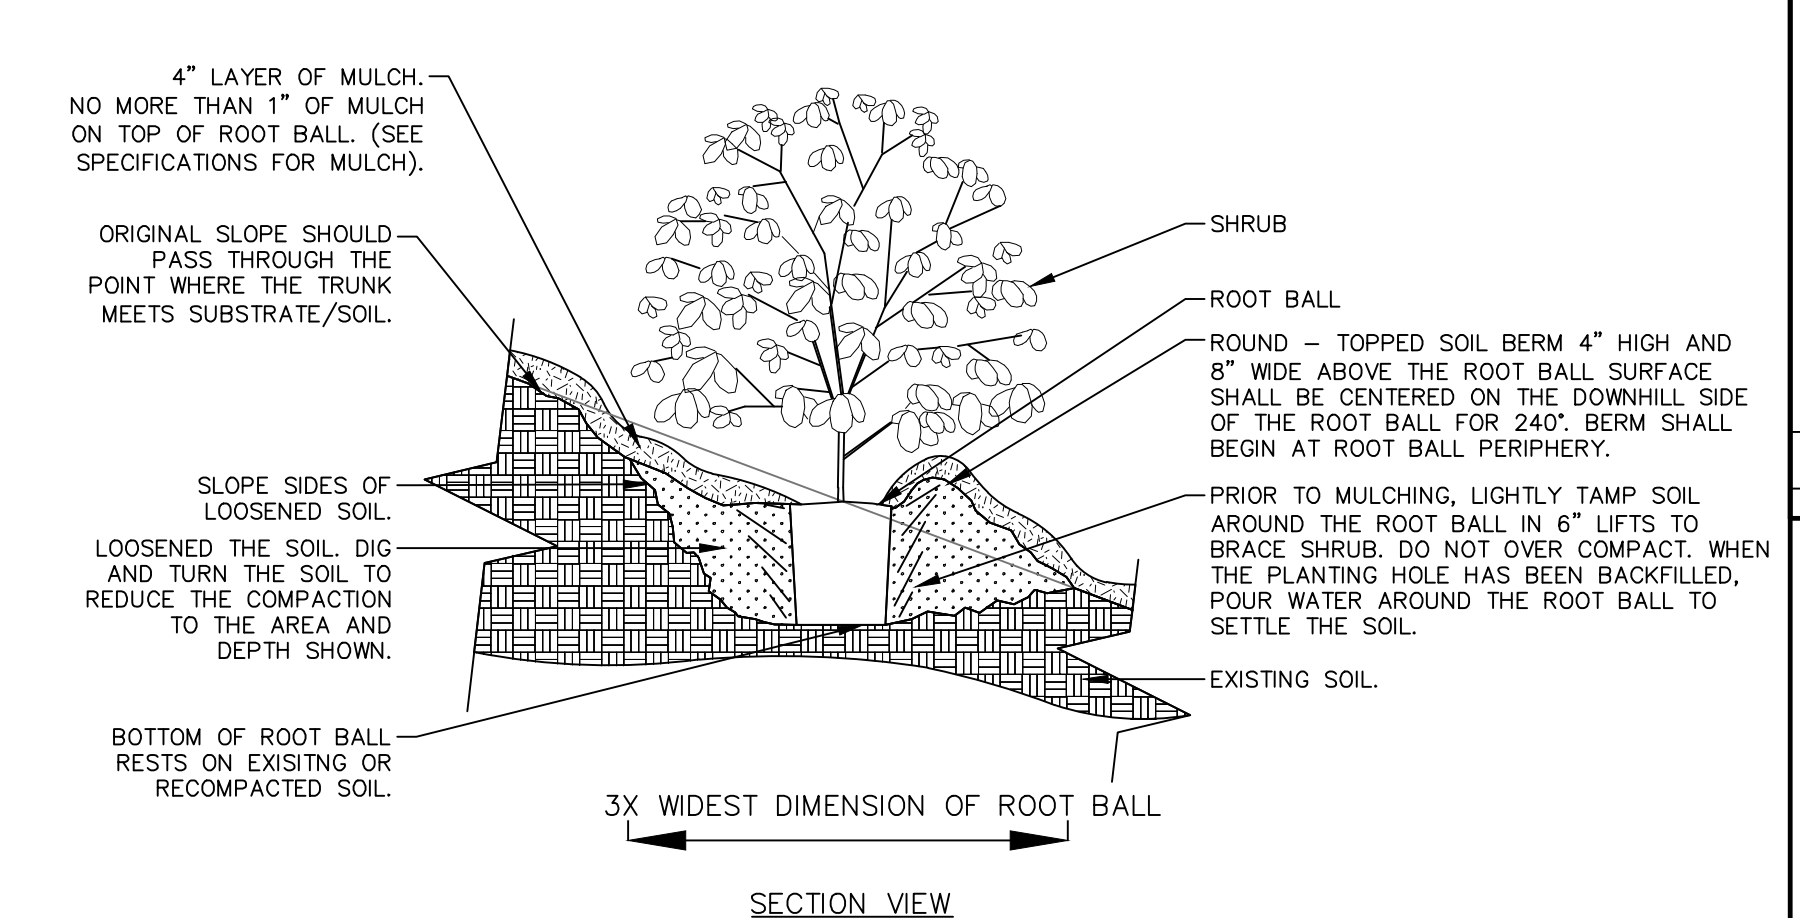 4” LAYER OF MULCH.
NO MORE THAN 1” OF MULCH
ON TOP OF ROOT BALL. (SEE
SPECIFICATIONS FOR MULCH).
ORIGINAL SLOPE SHOULD
PASS THROUGH THE
POINT WHERE THE TRUNK
MEETS SUBSTRATE/SOIL.
SLOPE SIDES OF
LOOSENED SOIL.
LOOSENED THE SOIL. DIG
AND TURN THE SOIL TO
REDUCE THE COMPACTION
TO THE AREA AND
DEPTH SHOWN.
BOTTOM OF ROOT BALL
RESTS ON EXISITNG OR
RECOMPACTED SOIL.
SHRUB
ROOT BALL
ROUND – TOPPED SOIL BERM 4” HIGH AND
8” WIDE ABOVE THE ROOT BALL SURFACE
SHALL BE CENTERED ON THE DOWNHILL SIDE
OF THE ROOT BALL FOR 240°. BERM SHALL
BEGIN AT ROOT BALL PERIPHERY.
PRIOR TO MULCHING, LIGHTLY TAMP SOIL
AROUND THE ROOT BALL IN 6” LIFTS TO
BRACE SHRUB. DO NOT OVER COMPACT. WHEN
THE PLANTING HOLE HAS BEEN BACKFILLED,
POUR WATER AROUND THE ROOT BALL TO
SETTLE THE SOIL.
EXISTING SOIL.
3X WIDEST DIMENSION OF ROOT BALL
SECTION VIEW